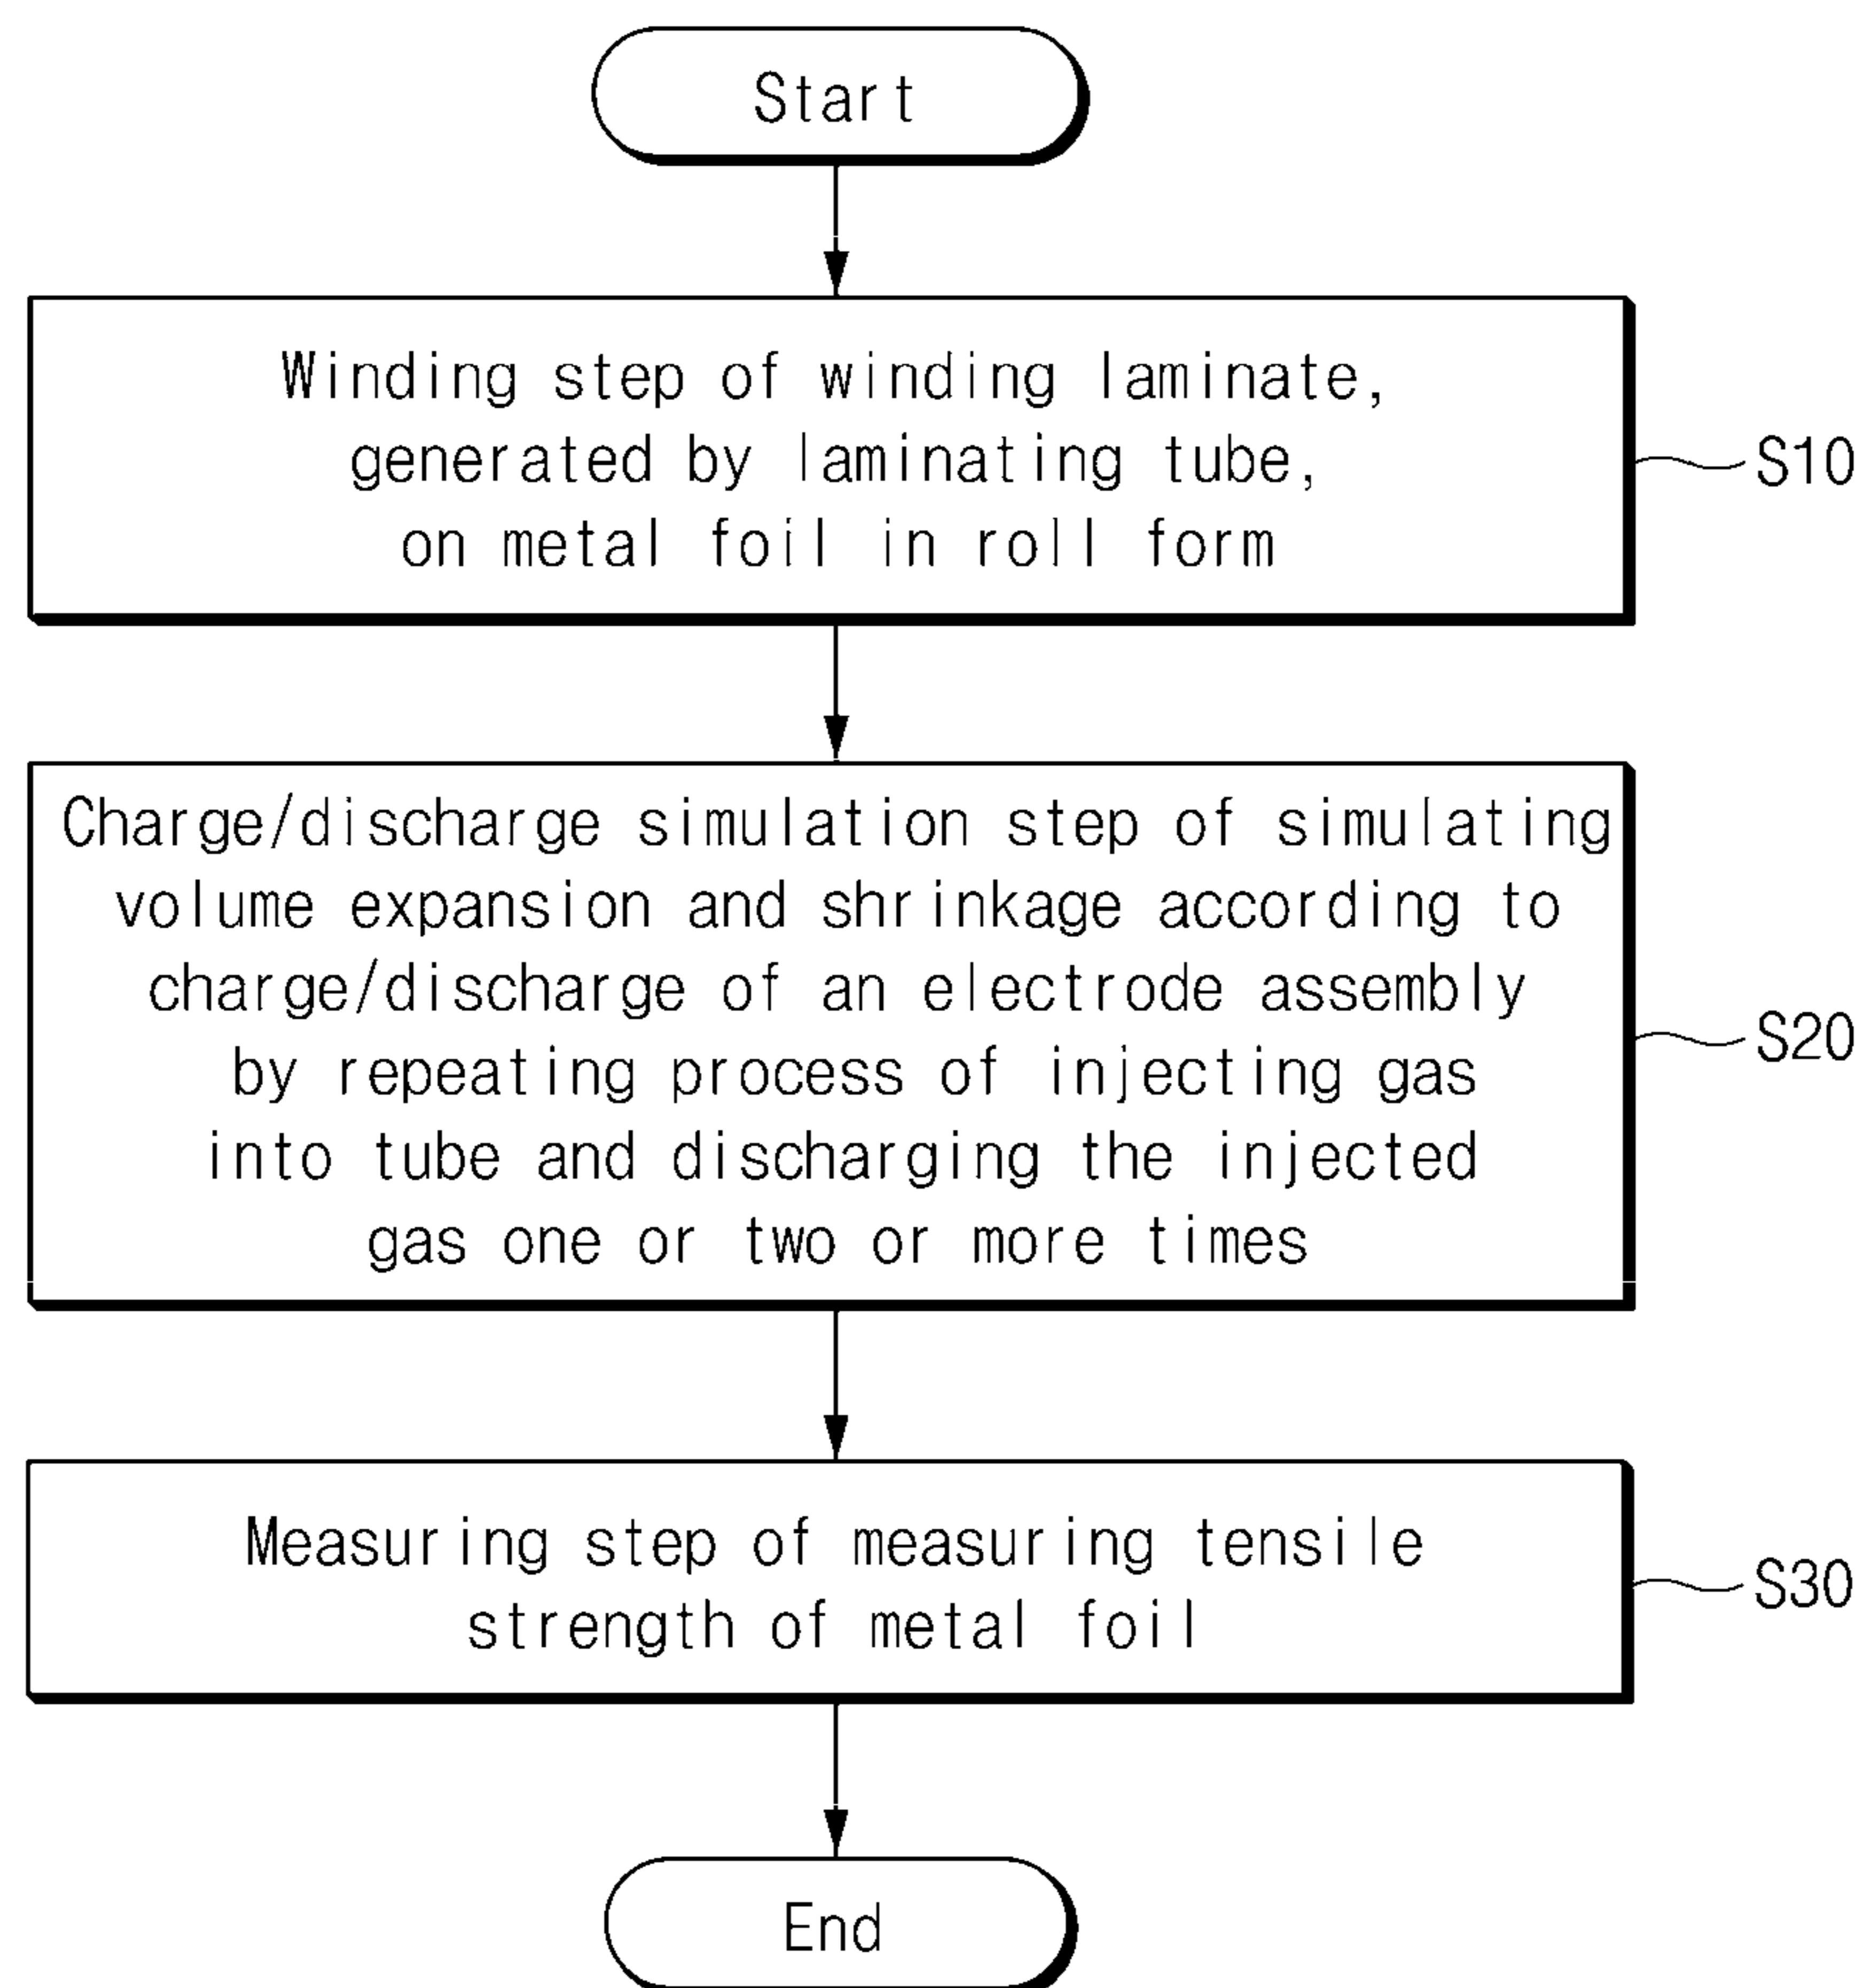 Start
Winding step of winding laminate,
generated by laminating tube,
on metal foil in roll form
S10
Charge/discharge simulation step of simulating
volume expansion and shrinkage according to
charge/discharge of an electrode assembly
by repeating process of injecting gas
into tube and discharging the injected
gas one or two or more times
S20
Measuring step of measuring tensile
strength of metal foil
S30
End